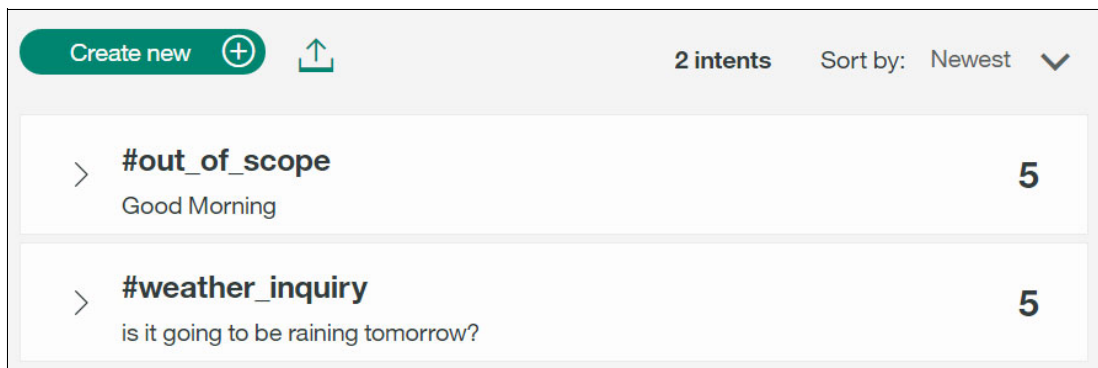 Create new 2 intents Sort by: Newest
#out_of_scope 5
Good Morning
#weather_inquiry 5
is it going to be raining tomorrow?